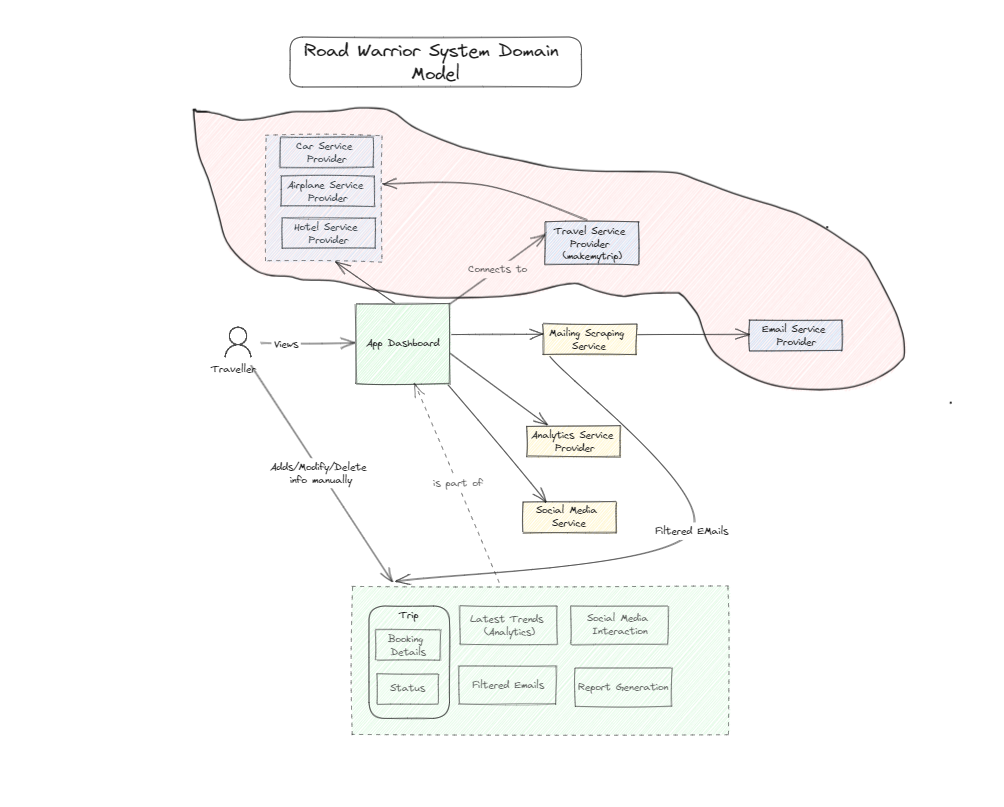 Road Warrior System Domain
Model
Car Service
Provider
Airplane Service
Provider
Hotel Service
Provider
Travel Service
Provider
(makemytrip)
Connects to
Email Service
Provider
Mailing Scraping
Service
App Dashboard
Views
Traveller
Analytics Service
Provider
Adds/Modify/Delete
info manually
is part of
Social Media
Service
Filtered EMails
Trip
Booking
Details
Status
Latest Trends
(Analytics)
Social Media
Interaction
Filtered Emails
Report Generation